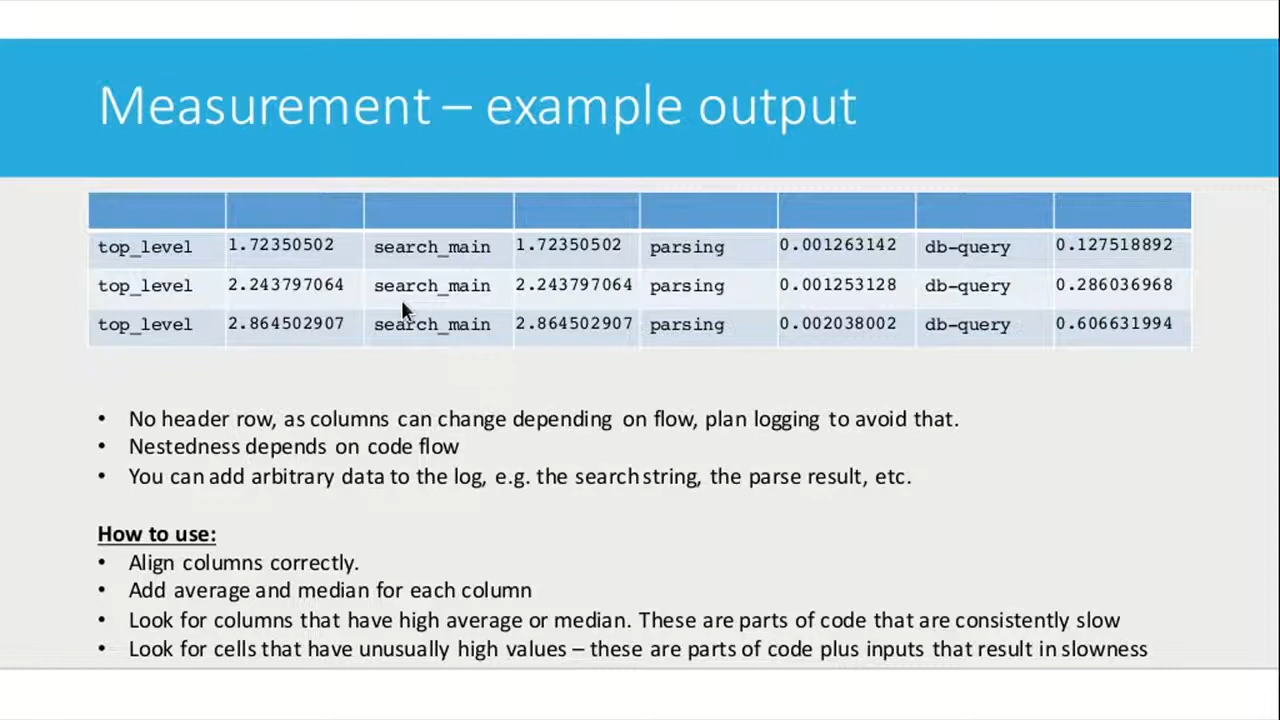 Measurement – example output
top_level 1.72350502 search_main 1.72350502 parsing 0.001263142 db-query 0.127518892
top_level 2.243797064 search_main 2.243797064 parsing 0.001253128 db-query 0.286036968
top_level 2.864502907 search_main 2.864502907 parsing 0.002038002 db-query 0.606631994
• No header row, as columns can change depending on flow, plan logging to avoid that.
• Nestedness depends on code flow
• You can add arbitrary data to the log, e.g. the search string, the parse result, etc.
How to use:
• Align columns correctly.
• Add average and median for each column
• Look for columns that have high average or median. These are parts of code that are consistently slow
• Look for cells that have unusually high values – these are parts of code plus inputs that result in slowness